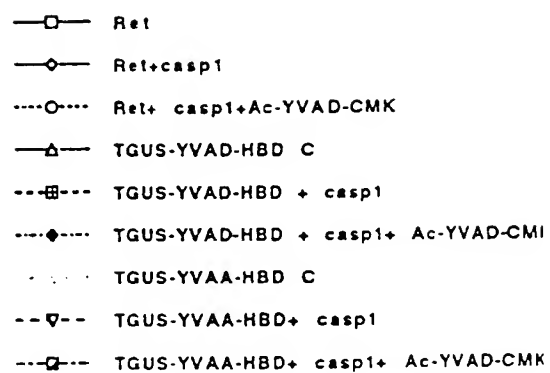 Ret
Ret+casp1
Ret+ casp1+Ac-YVAD-CMK
TGUS-YVAD-HBD C
TGUS-YVAD-HBD + casp1
TGUS-YVAD-HBD + casp1+ Ac-YVAD-CMI
TGUS-YVAA-HBD C
TGUS-YVAA-HBD+ casp1
TGUS-YVAA-HBD+ casp1+ Ac-YVAD-CMK